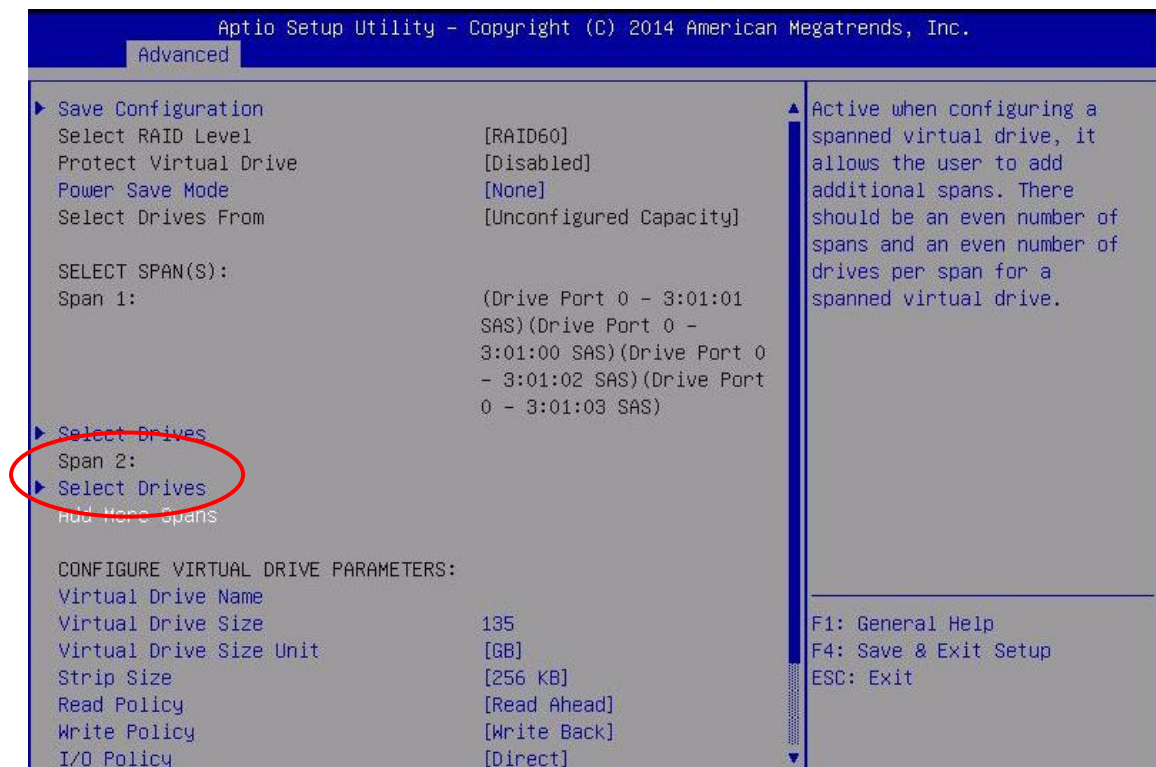 Aptio Setup Utility – Copyright (C) 2014 American Megatrends, Inc.
Advanced
Save Configuration
Select RAID Level [RAID60]
Protect Virtual Drive [Disabled]
Power Save Mode [None]
Select Drives From [Unconfigured Capacity]
SELECT SPAN(S):
Span 1: (Drive Port 0 – 3:01:01
SAS)(Drive Port 0 –
3:01:00 SAS)(Drive Port 0
– 3:01:02 SAS)(Drive Port
0 – 3:01:03 SAS)
Select Drives
Span 2:
Select Drives
Add More Spans
CONFIGURE VIRTUAL DRIVE PARAMETERS:
Virtual Drive Name
Virtual Drive Size 135
Virtual Drive Size Unit [GB]
Strip Size [256 KB]
Read Policy [Read Ahead]
Write Policy [Write Back]
I/O Policy [Direct]
Active when configuring a
spanned virtual drive, it
allows the user to add
additional spans. There
should be an even number of
spans and an even number of
drives per span for a
spanned virtual drive.
F1: General Help
F4: Save & Exit Setup
ESC: Exit